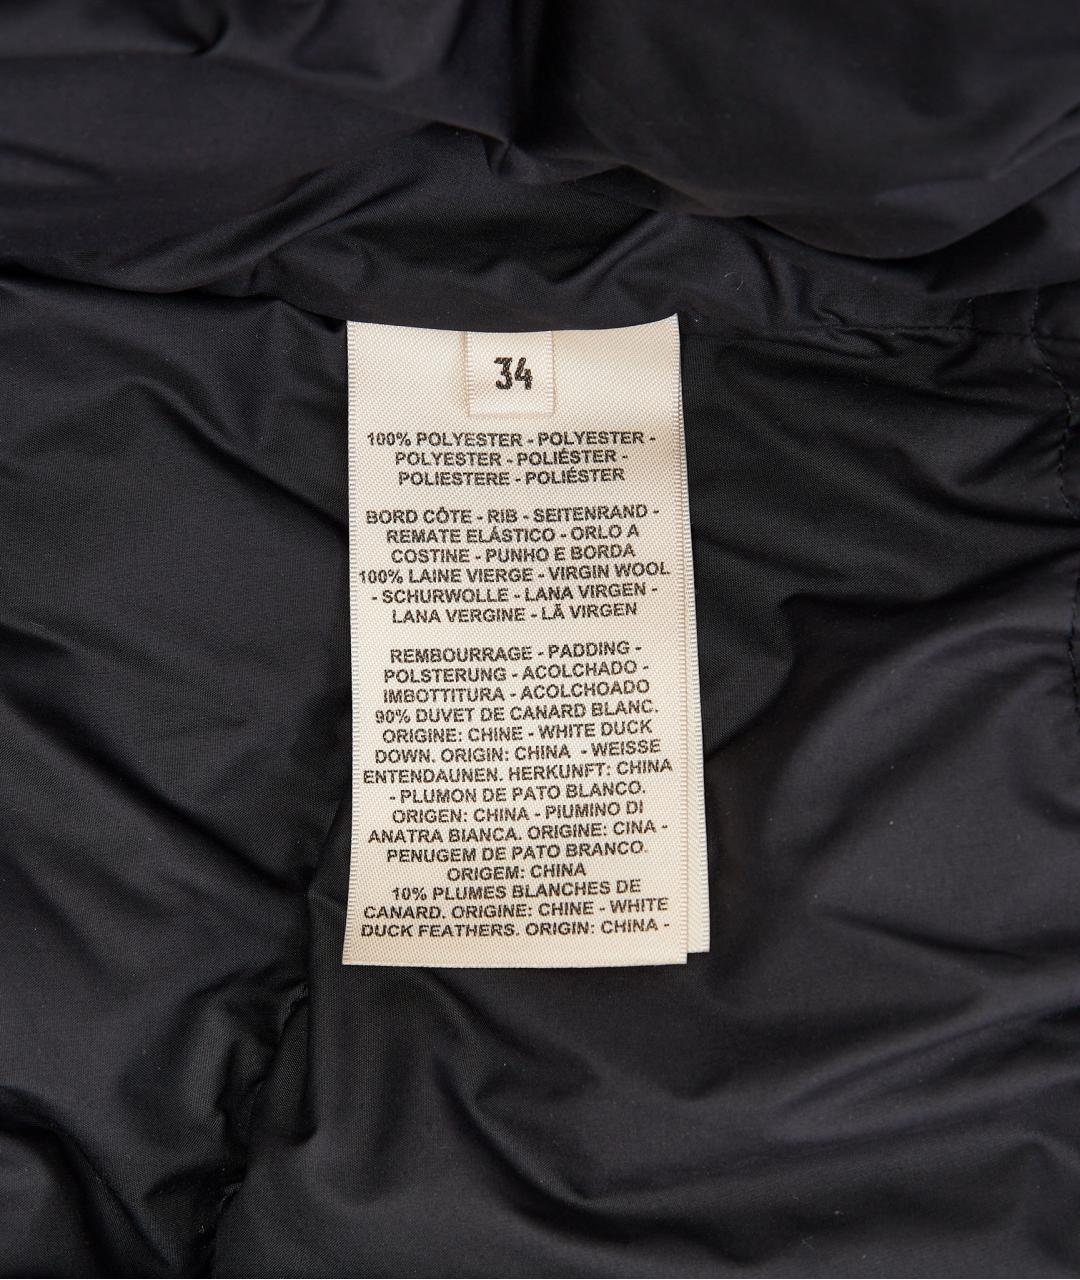 34
100% POLYESTER - POLYESTER -
POLYESTER - POLIÉSTER -
POLIESTERE - POLIÉSTER
BORD CÔTE - RIB - SEITENRAND -
REMATE ELÁSTICO - ORLO A
COSTINE - PUNHO E BORDA
100% LAINE VIERGE - VIRGIN WOOL
- SCHURWOLLE - LANA VIRGEN -
LANA VERGINE - LÃ VIRGEN
REMBOURRAGE - PADDING -
POLSTERUNG - ACOLCHADO -
IMBOTTITURA - ACOLCHOADO
90% DUVET DE CANARD BLANC.
ORIGINE: CHINE - WHITE DUCK
DOWN. ORIGIN: CHINA - WEISSE
ENTENDAUNEN. HERKUNFT: CHINA
- PLUMON DE PATO BLANCO.
ORIGEN: CHINA - PIUMINO DI
ANATRA BIANCA. ORIGINE: CINA -
PENUGEM DE PATO BRANCO.
ORIGEM: CHINA
10% PLUMES BLANCHES DE
CANARD. ORIGINE: CHINE - WHITE
DUCK FEATHERS. ORIGIN: CHINA -